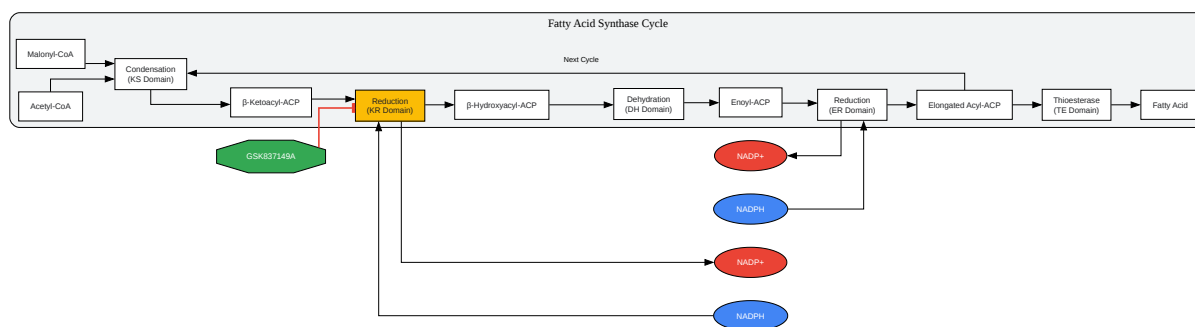 Fatty Acid Synthase Cycle
Malonyl-CoA
Next Cycle
Condensation
(KS Domain)
Acetyl-CoA
β-Ketoacyl-ACP
Reduction
(KR Domain)
β-Hydroxyacyl-ACP
Dehydration
(DH Domain)
Enoyl-ACP
Reduction
(ER Domain)
Elongated Acyl-ACP
Thioesterase
(TE Domain)
Fatty Acid
GSK837149A
NADP+
NADPH
NADP+
NADPH